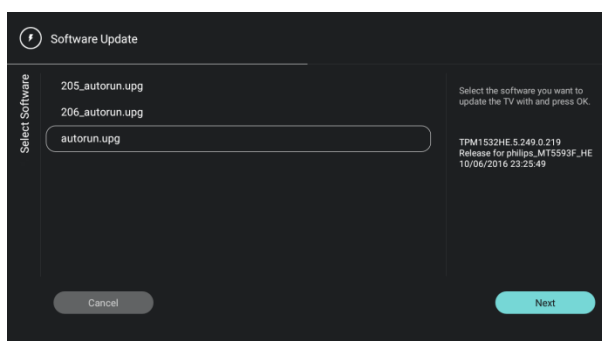 Software Update
Select Software
205_autorun.upg
206_autorun.upg
autorun.upg
Select the software you want to
update the TV with and press OK.
TPM1532HE.5.249.0.219
Release for philips_MT5593F_HE
10/06/2016 23:25:49
Cancel
Next